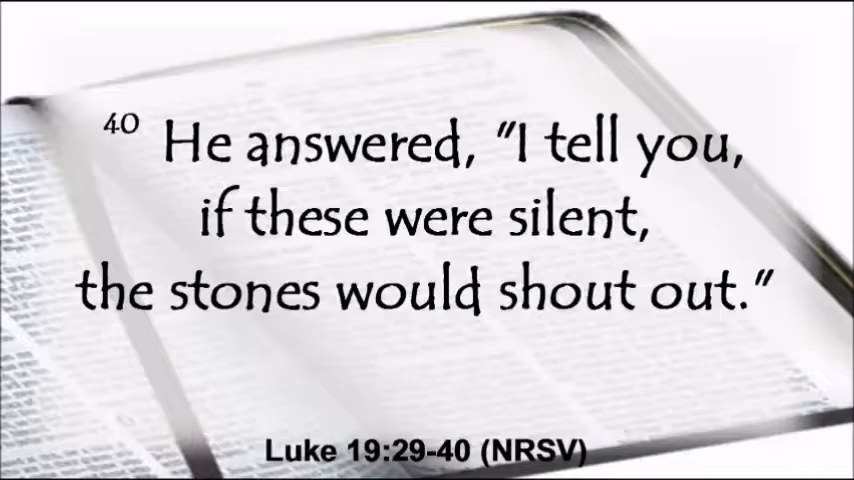 40 He answered, "I tell you,
if these were silent,
the stones would shout out."
Luke 19:29-40 (NRSV)